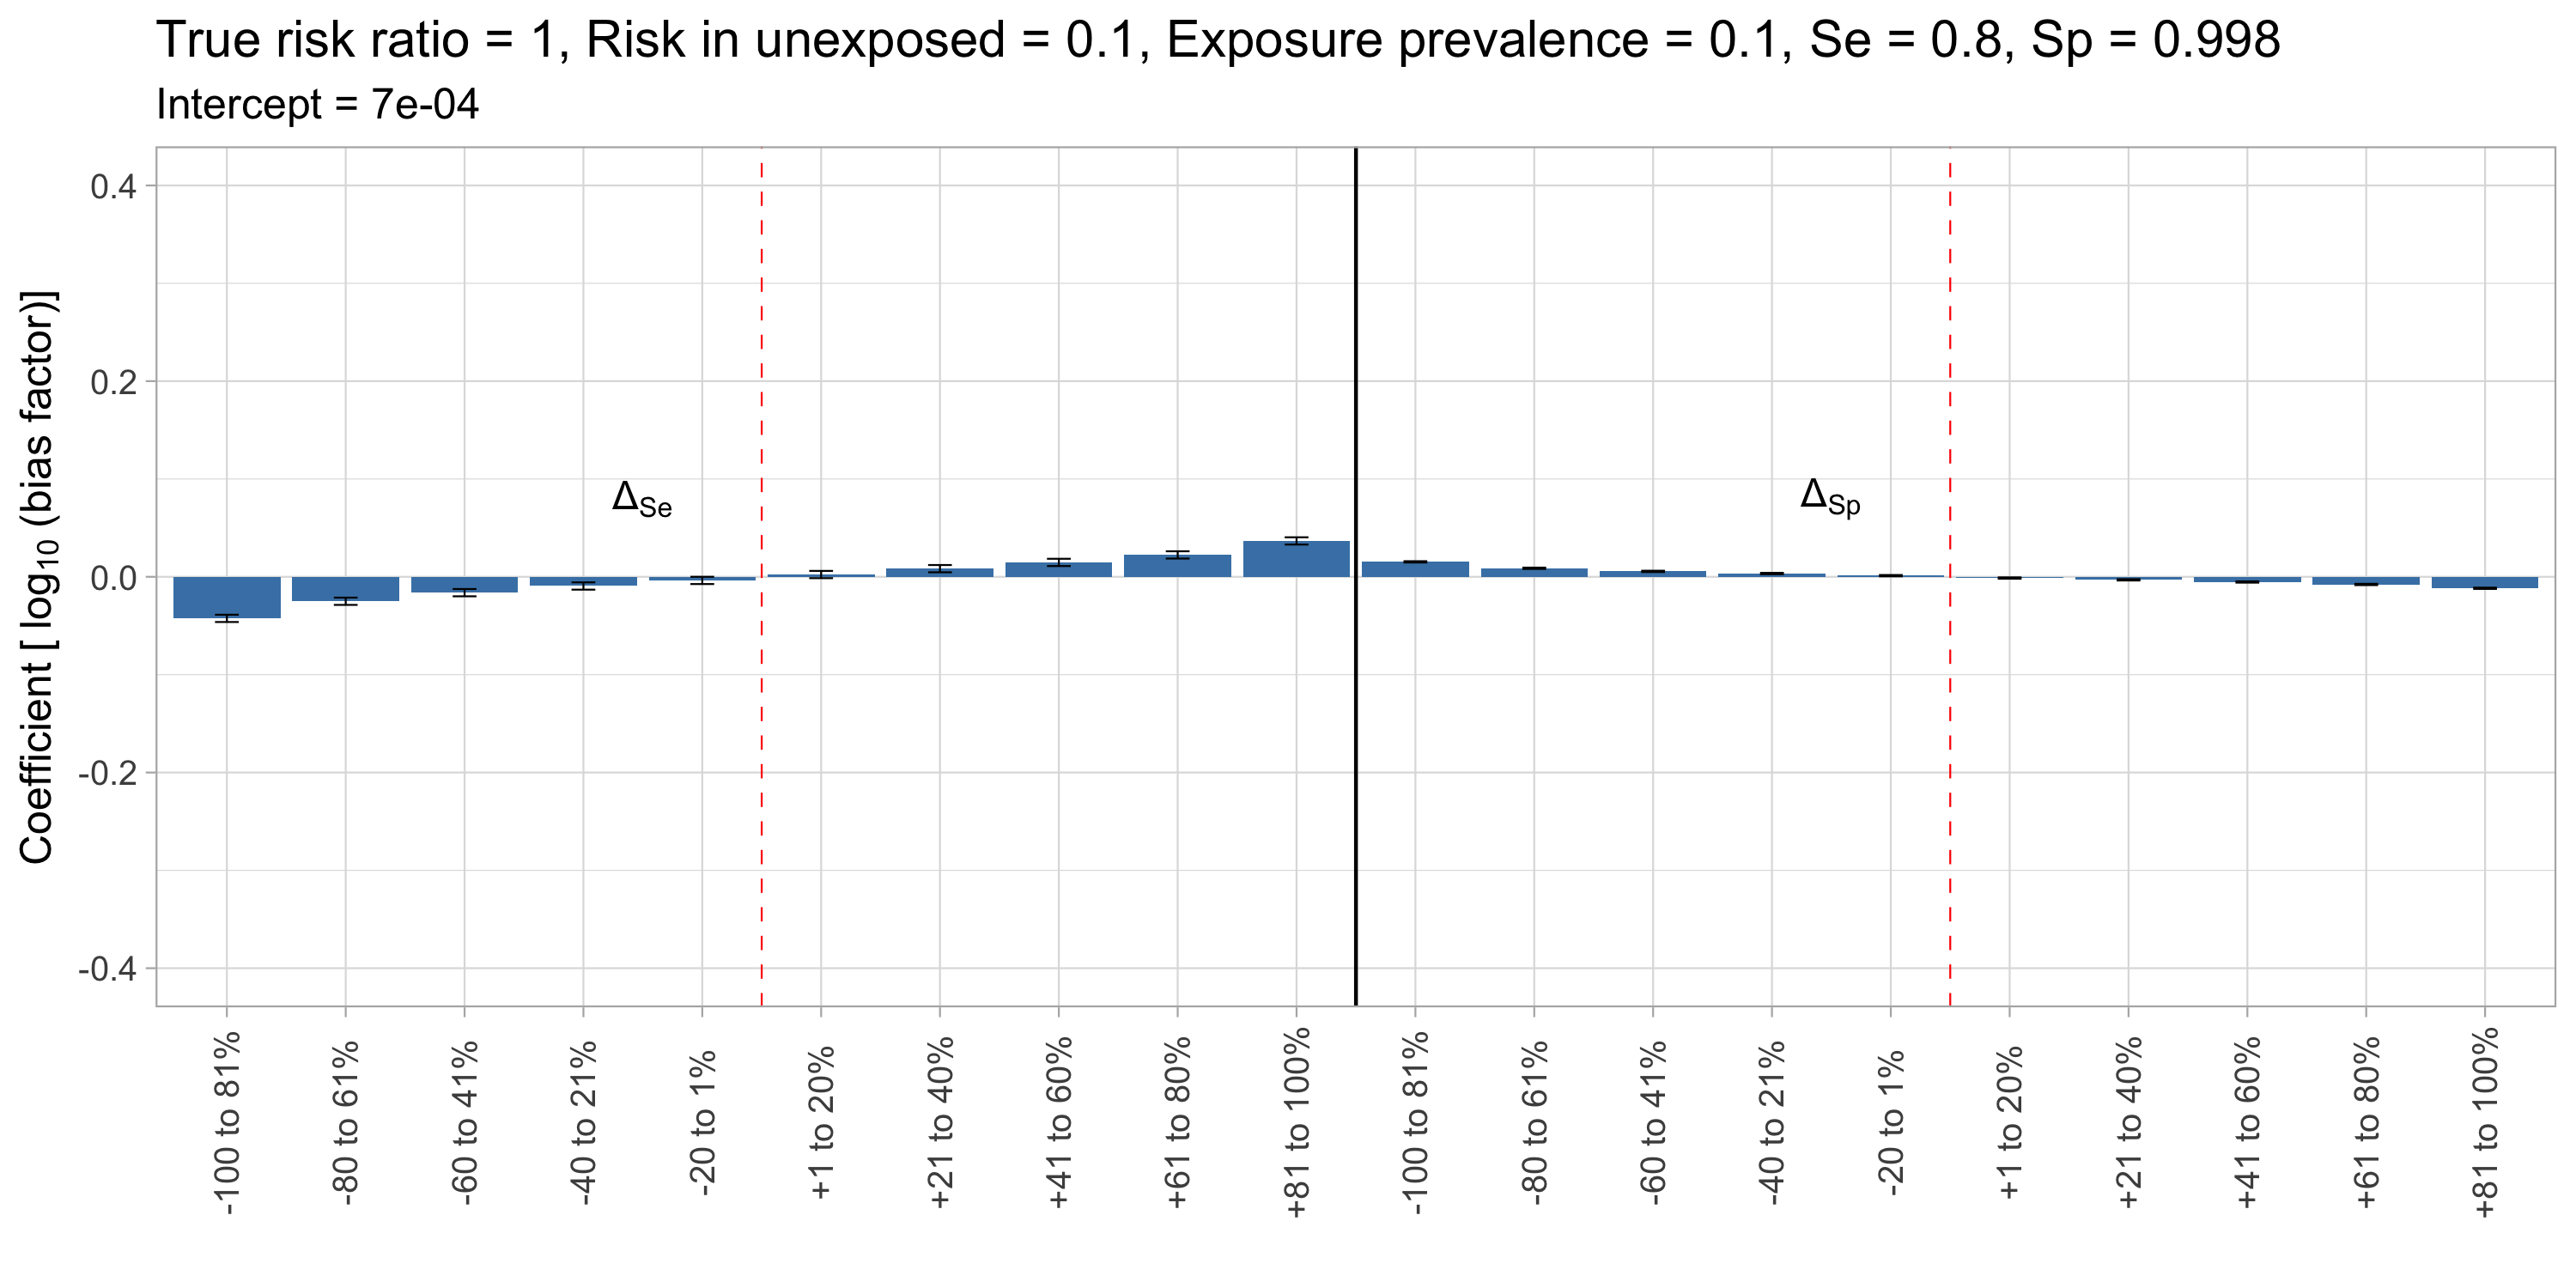 True risk ratio = 1, Risk in unexposed = 0.1, Exposure prevalence = 0.1, Se = 0.8, Sp = 0.998
Intercept = 7e-04
Coefficient [ log10 (bias factor)]
0.4
0.2
0.0
-0.2
-0.4
ΔSe
ΔSp
-100 to 81%
-80 to 61%
-60 to 41%
-40 to 21%
-20 to 1%
+1 to 20%
+21 to 40%
+41 to 60%
+61 to 80%
+81 to 100%
-100 to 81%
-80 to 61%
-60 to 41%
-40 to 21%
-20 to 1%
+1 to 20%
+21 to 40%
+41 to 60%
+61 to 80%
+81 to 100%